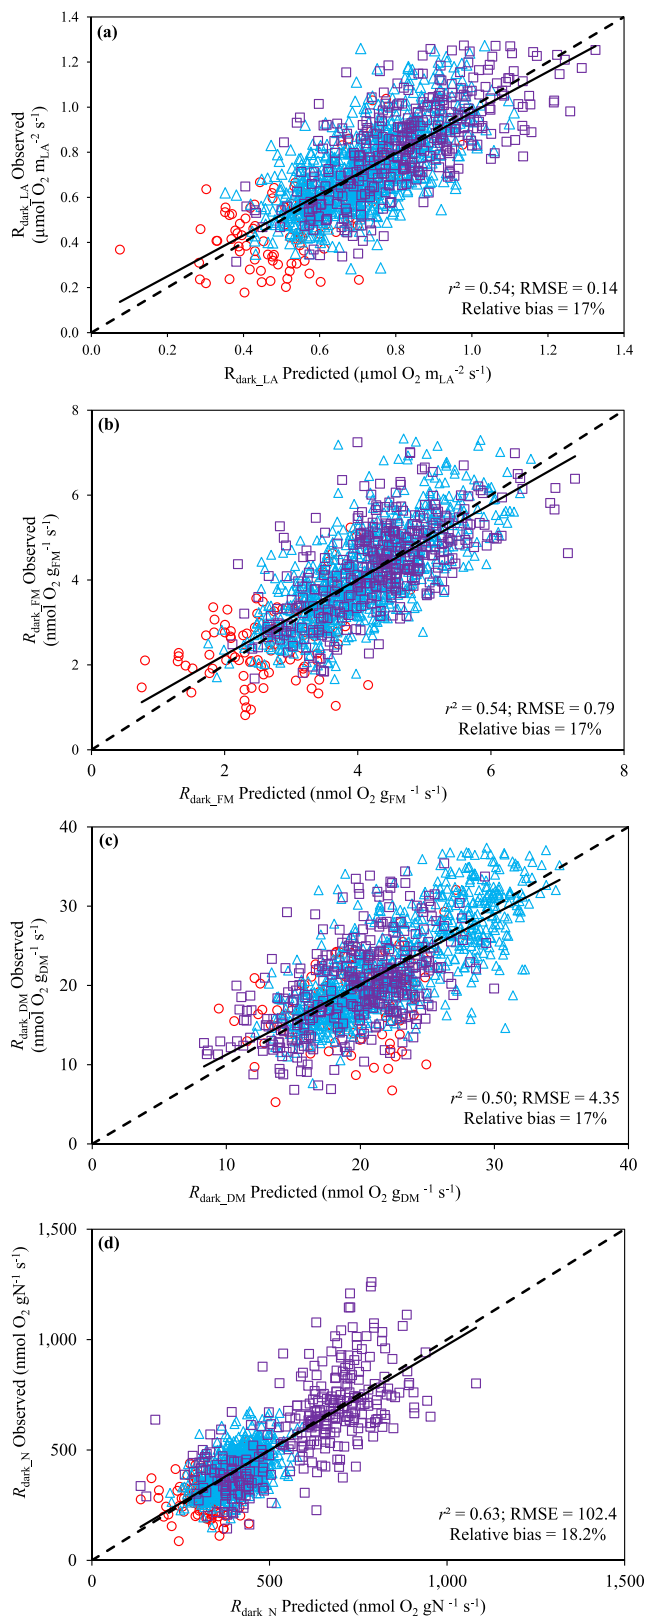 (a)
1.4
1.2
1.0
0.8
0.6
0.4
0.2
0.0
R_dark_LA Observed
(µmol O₂ m_LA⁻² s⁻¹)
r² = 0.54; RMSE = 0.14
Relative bias = 17%
0.0 0.2 0.4 0.6 0.8 1.0 1.2 1.4
R_dark_LA Predicted (µmol O₂ m_LA⁻² s⁻¹)
(b)
8
6
4
2
0
R_dark_FM Observed
(nmol O₂ g_FM⁻¹ s⁻¹)
r² = 0.54; RMSE = 0.79
Relative bias = 17%
0 2 4 6 8
R_dark_FM Predicted (nmol O₂ g_FM ⁻¹ s⁻¹)
(c)
40
30
20
10
0
R_dark_DM Observed
(nmol O₂ g_DM⁻¹ s⁻¹)
r² = 0.50; RMSE = 4.35
Relative bias = 17%
0 10 20 30 40
R_dark_DM Predicted (nmol O₂ g_DM ⁻¹ s⁻¹)
(d)
1,500
1,000
500
0
R_dark_N Observed (nmol O₂ gN⁻¹ s⁻¹)
r² = 0.63; RMSE = 102.4
Relative bias = 18.2%
0 500 1,000 1,500
R_dark_N Predicted (nmol O₂ gN⁻¹ s⁻¹)